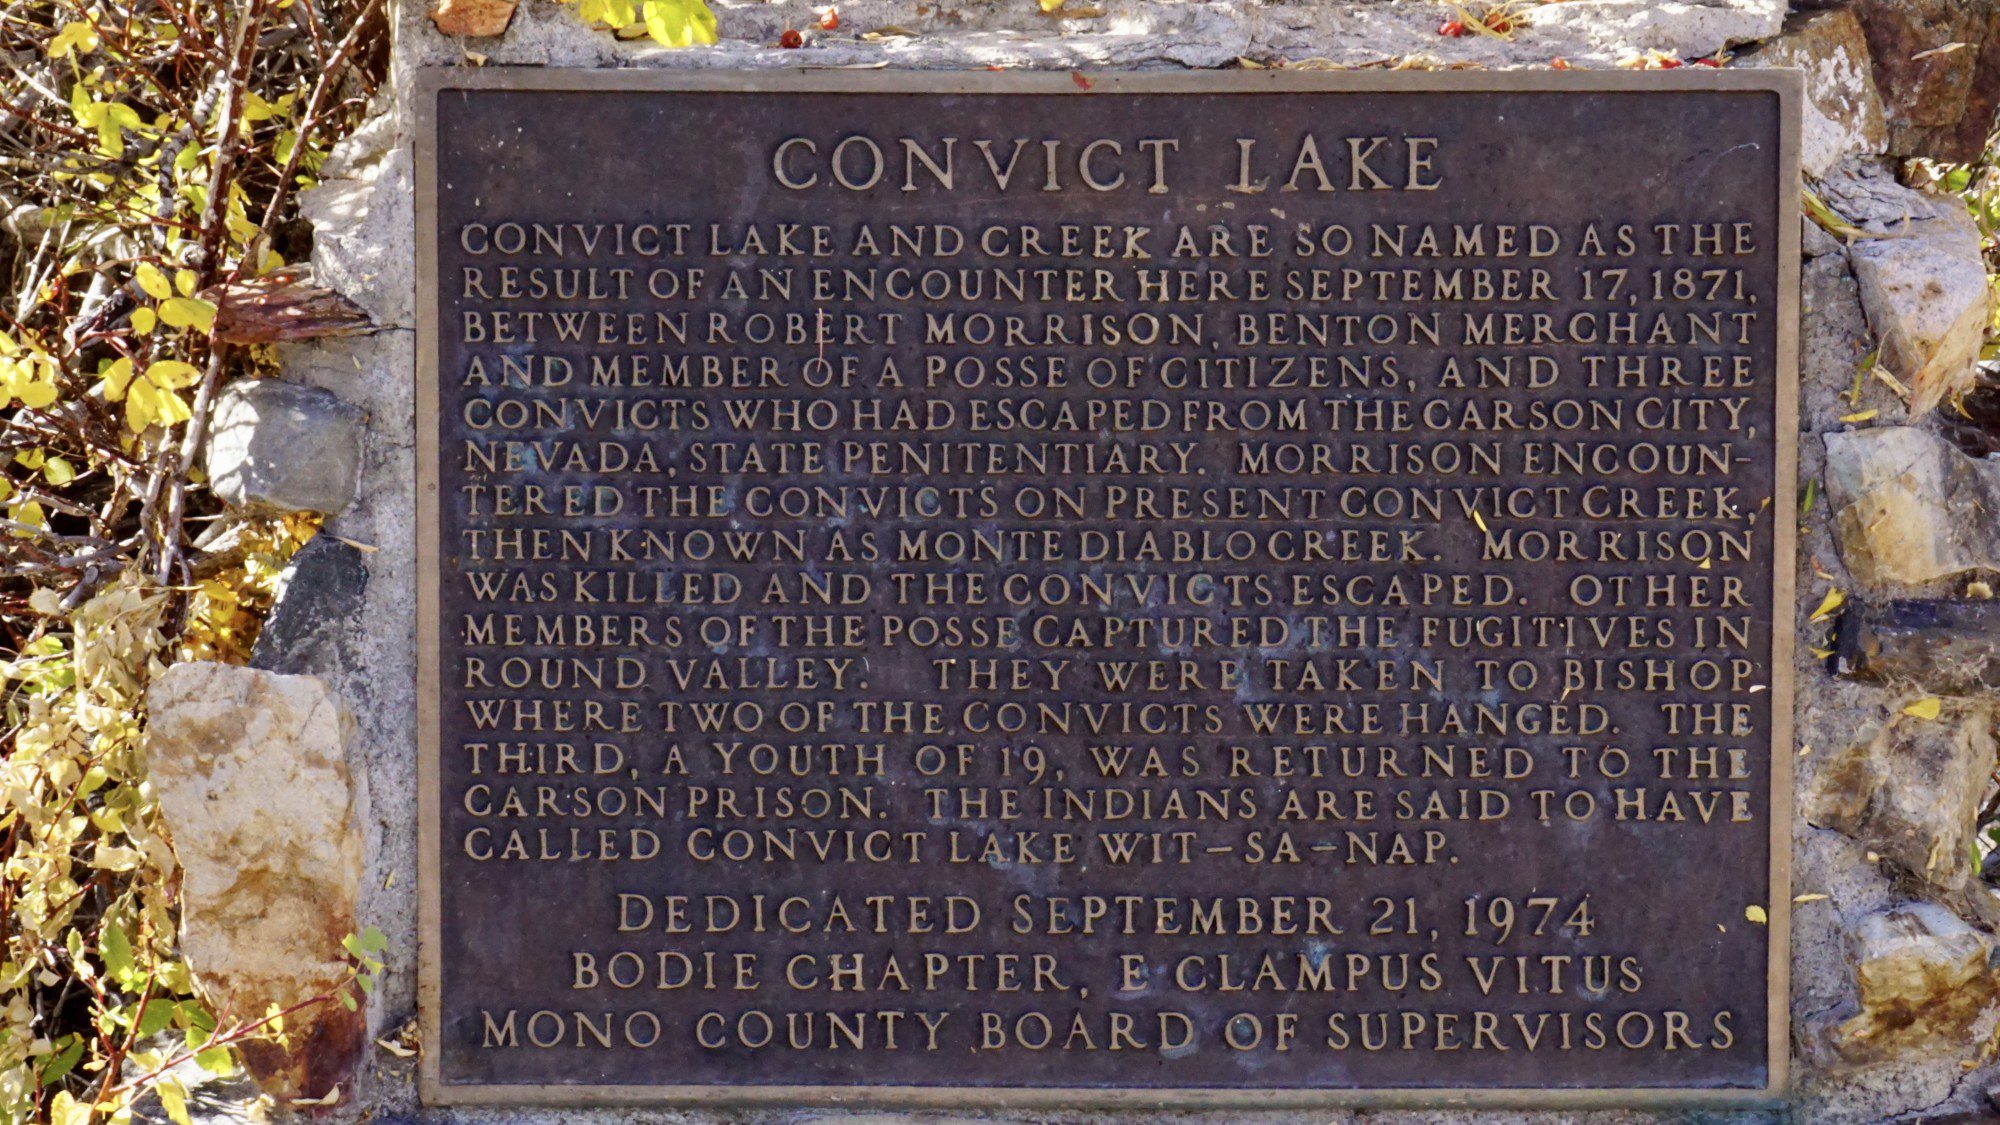 CONVICT LAKE
CONVICT LAKE AND CREEK ARE SO NAMED AS THE
RESULT OF AN ENCOUNTER HERE SEPTEMBER 17, 1871,
BETWEEN ROBERT MORRISON, BENTON MERCHANT
AND MEMBER OF A POSSE OF CITIZENS, AND THREE
CONVICTS WHO HAD ESCAPED FROM THE CARSON CITY,
NEVADA, STATE PENITENTIARY. MORRISON ENCOUN-
TERED THE CONVICTS ON PRESENT CONVICT CREEK,
THEN KNOWN AS MONTE DIABLO CREEK. MORRISON
WAS KILLED AND THE CONVICTS ESCAPED. OTHER
MEMBERS OF THE POSSE CAPTURED THE FUGITIVES IN
ROUND VALLEY. THEY WERE TAKEN TO BISHOP
WHERE TWO OF THE CONVICTS WERE HANGED. THE
THIRD, A YOUTH OF 19, WAS RETURNED TO THE
CARSON PRISON. THE INDIANS ARE SAID TO HAVE
CALLED CONVICT LAKE WIT-SA-NAP.
DEDICATED SEPTEMBER 21, 1974
BODIE CHAPTER, E CLAMPUS VITUS
MONO COUNTY BOARD OF SUPERVISORS